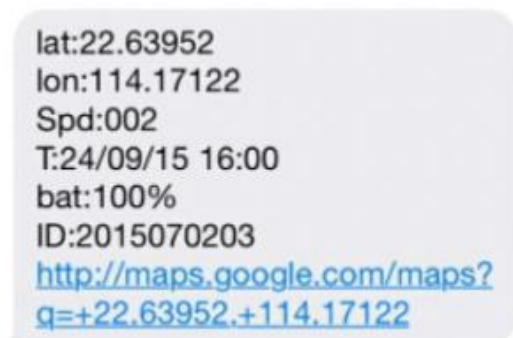 lat:22.63952
lon:114.17122
Spd:002
T:24/09/15 16:00
bat:100%
ID:2015070203
http://maps.google.com/maps?
q=+22.63952,+114.17122